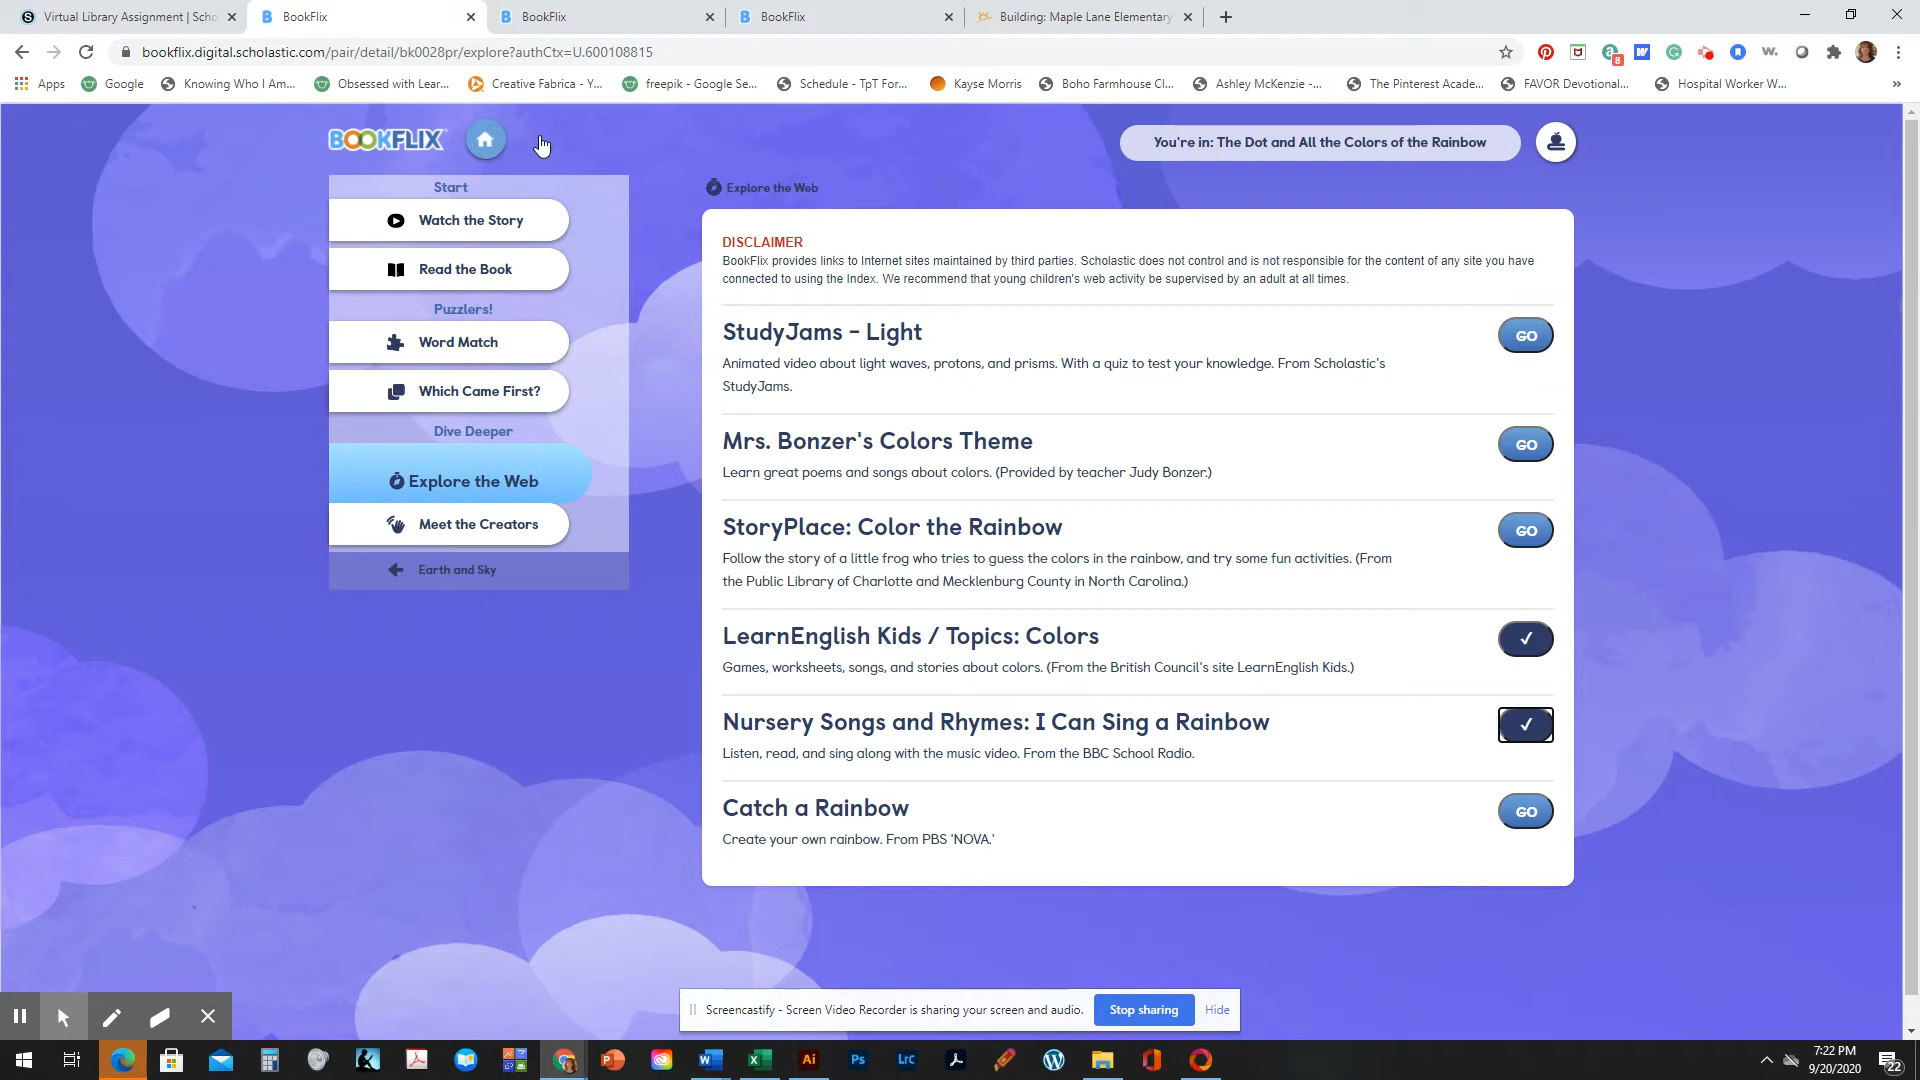 Virtual Library Assignment | Scho
BookFlix
BookFlix
BookFlix
Building: Maple Lane Elementary
bookflix.digital.scholastic.com/pair/detail/bk0028pr/explore?authCtx=U.600108815
8
Apps
Google
Knowing Who I Am...
Obsessed with Lear...
Creative Fabrica - Y...
freepik - Google Se...
Schedule - TpT For...
Kayse Morris
Boho Farmhouse Cl...
Ashley McKenzie -...
The Pinterest Acade...
FAVOR Devotional...
Hospital Worker W...
BOOKFLIX
You're in: The Dot and All the Colors of the Rainbow
Start
Watch the Story
Read the Book
Puzzlers!
Word Match
Which Came First?
Dive Deeper
Explore the Web
Meet the Creators
Earth and Sky
Explore the Web
DISCLAIMER
BookFlix provides links to Internet sites maintained by third parties. Scholastic does not control and is not responsible for the content of any site you have
connected to using the Index. We recommend that young children's web activity be supervised by an adult at all times.
StudyJams - Light
GO
Animated video about light waves, protons, and prisms. With a quiz to test your knowledge. From Scholastic's
StudyJams.
Mrs. Bonzer's Colors Theme
GO
Learn great poems and songs about colors. (Provided by teacher Judy Bonzer.)
StoryPlace: Color the Rainbow
GO
Follow the story of a little frog who tries to guess the colors in the rainbow, and try some fun activities. (From
the Public Library of Charlotte and Mecklenburg County in North Carolina.)
LearnEnglish Kids / Topics: Colors
Games, worksheets, songs, and stories about colors. (From the British Council's site LearnEnglish Kids.)
Nursery Songs and Rhymes: I Can Sing a Rainbow
Listen, read, and sing along with the music video. From the BBC School Radio.
Catch a Rainbow
GO
Create your own rainbow. From PBS 'NOVA.'
Screencastify - Screen Video Recorder is sharing your screen and audio.
Stop sharing
Hide
Ai
Ps
Lrc
7:22 PM
9/20/2020
22